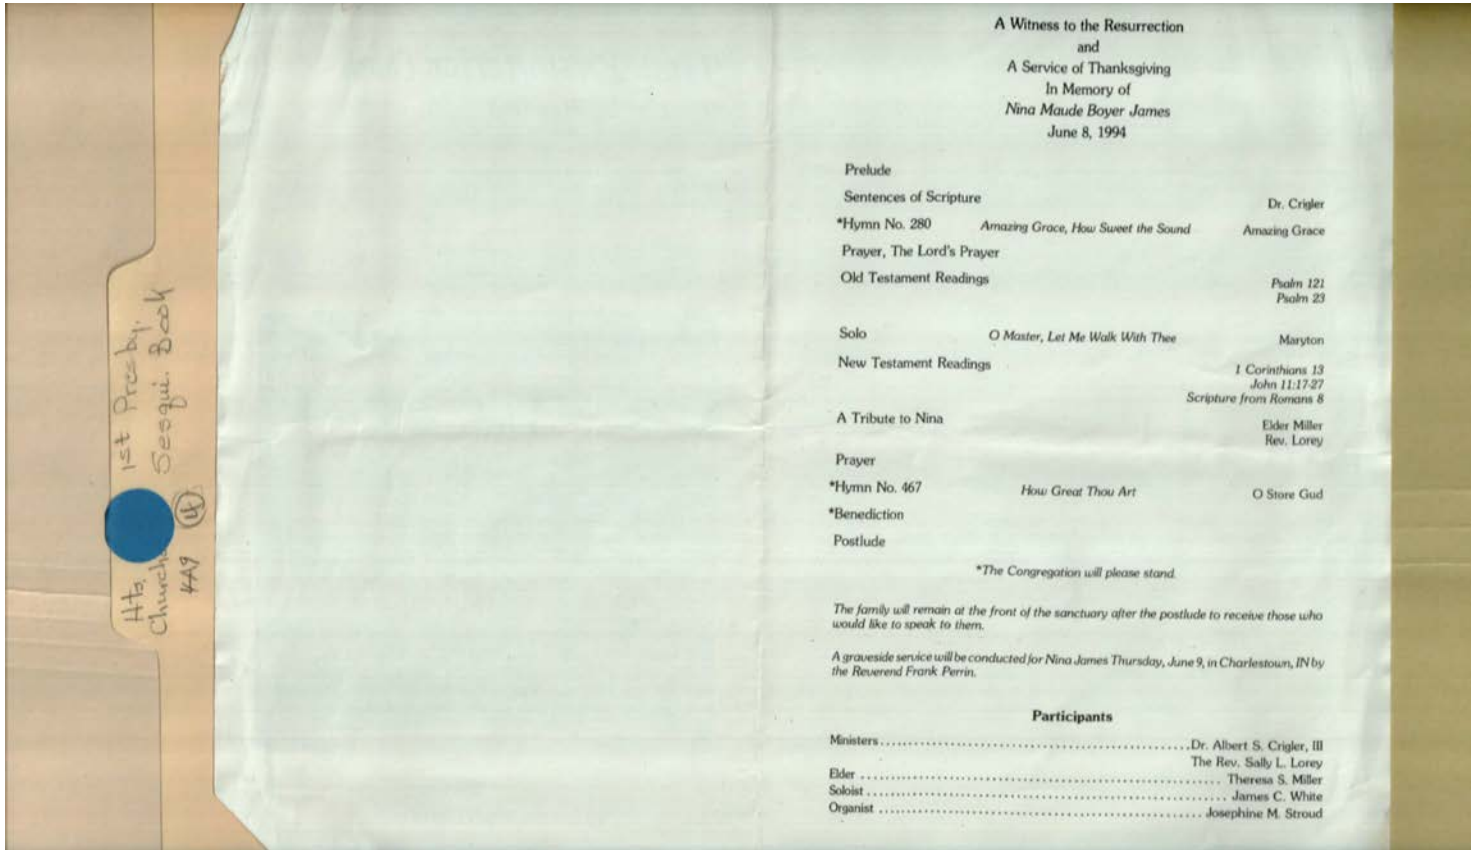 1st Presby.
Sesqui. Book
Hts.
Church
4A9
4
A Witness to the Resurrection
and
A Service of Thanksgiving
In Memory of
Nina Maude Boyer James
June 8, 1994
Prelude
Sentences of Scripture Dr. Crigler
*Hymn No. 280 Amazing Grace, How Sweet the Sound Amazing Grace
Prayer, The Lord's Prayer
Old Testament Readings Psalm 121
Psalm 23
Solo O Master, Let Me Walk With Thee Maryton
New Testament Readings 1 Corinthians 13
John 11:17-27
Scripture from Romans 8
A Tribute to Nina Elder Miller
Rev. Lorey
Prayer
*Hymn No. 467 How Great Thou Art O Store Gud
*Benediction
Postlude
*The Congregation will please stand.
The family will remain at the front of the sanctuary after the postlude to receive those who
would like to speak to them.
A graveside service will be conducted for Nina James Thursday, June 9, in Charlestown, IN by
the Reverend Frank Perrin.
Participants
Ministers Dr. Albert S. Crigler, III
The Rev. Sally L. Lorey
Elder Theresa S. Miller
Soloist James C. White
Organist Josephine M. Stroud